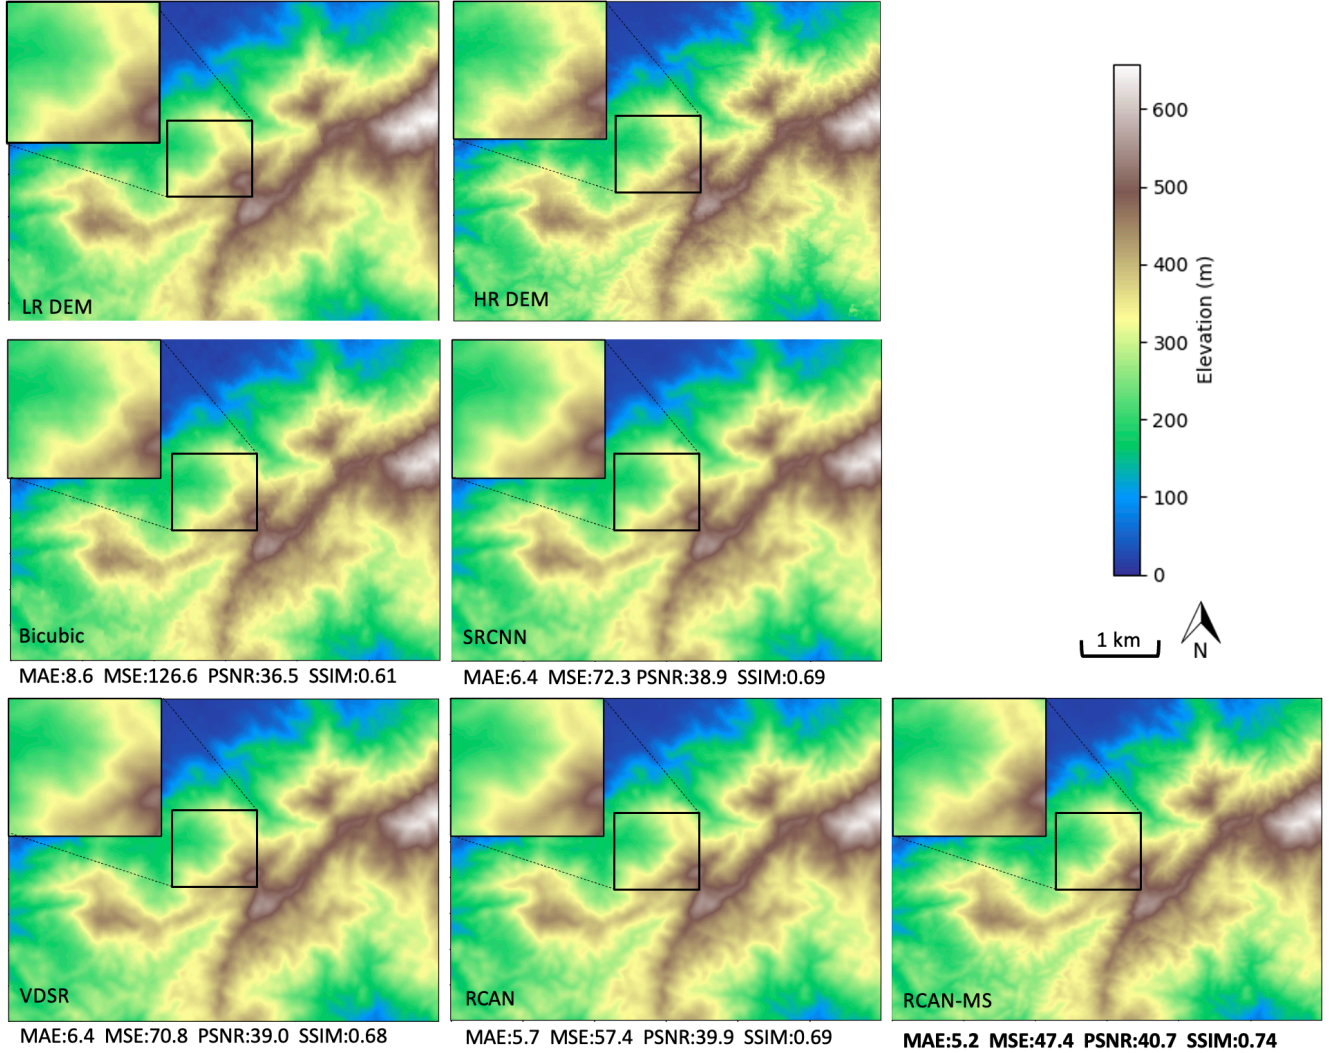 LR DEM
HR DEM
600
500
400
300
200
100
0
Elevation (m)
1 km
N
Bicubic
SRCNN
MAE:8.6 MSE:126.6 PSNR:36.5 SSIM:0.61
MAE:6.4 MSE:72.3 PSNR:38.9 SSIM:0.69
VDSR
RCAN
RCAN-MS
MAE:6.4 MSE:70.8 PSNR:39.0 SSIM:0.68
MAE:5.7 MSE:57.4 PSNR:39.9 SSIM:0.69
MAE:5.2 MSE:47.4 PSNR:40.7 SSIM:0.74